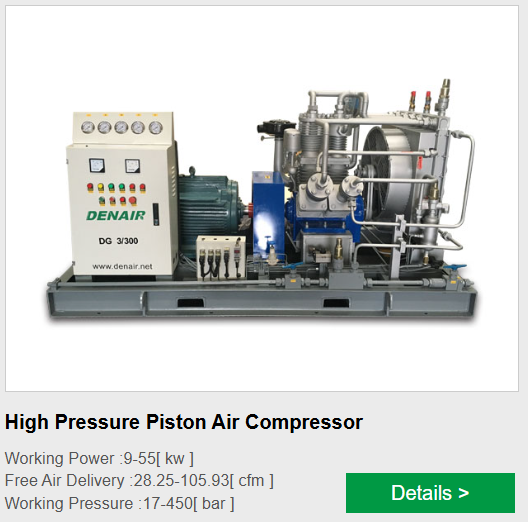 DENAIR
DG 3/300
www.denair.net
High Pressure Piston Air Compressor
Working Power :9-55[ kw ]
Free Air Delivery :28.25-105.93[ cfm ]
Working Pressure :17-450[ bar ]
Details >